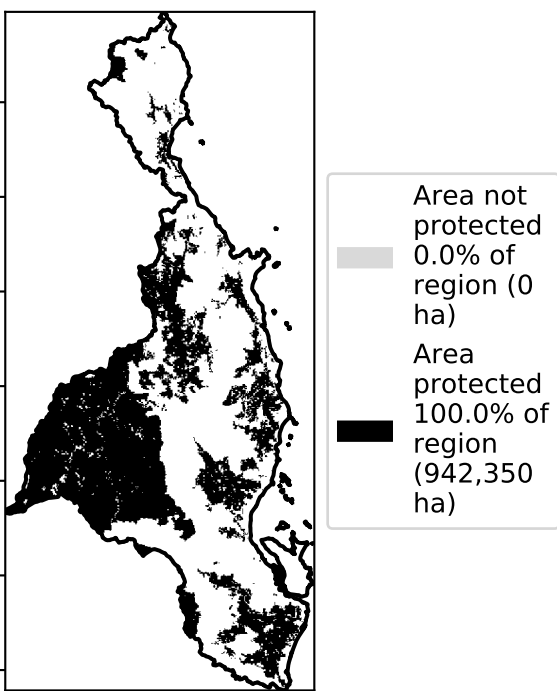 Area not
protected
0.0% of
region (0
ha)
Area
protected
100.0% of
region
(942,350
ha)